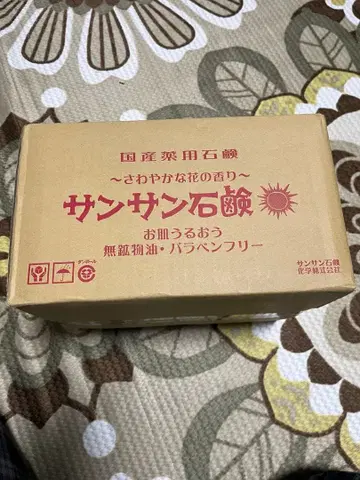 国産薬用石鹸
～さわやかな花の香り～
サンサン石鹸
お肌うるおう
無鉱物油・パラベンフリー
サンサン石鹸
化学株式会社